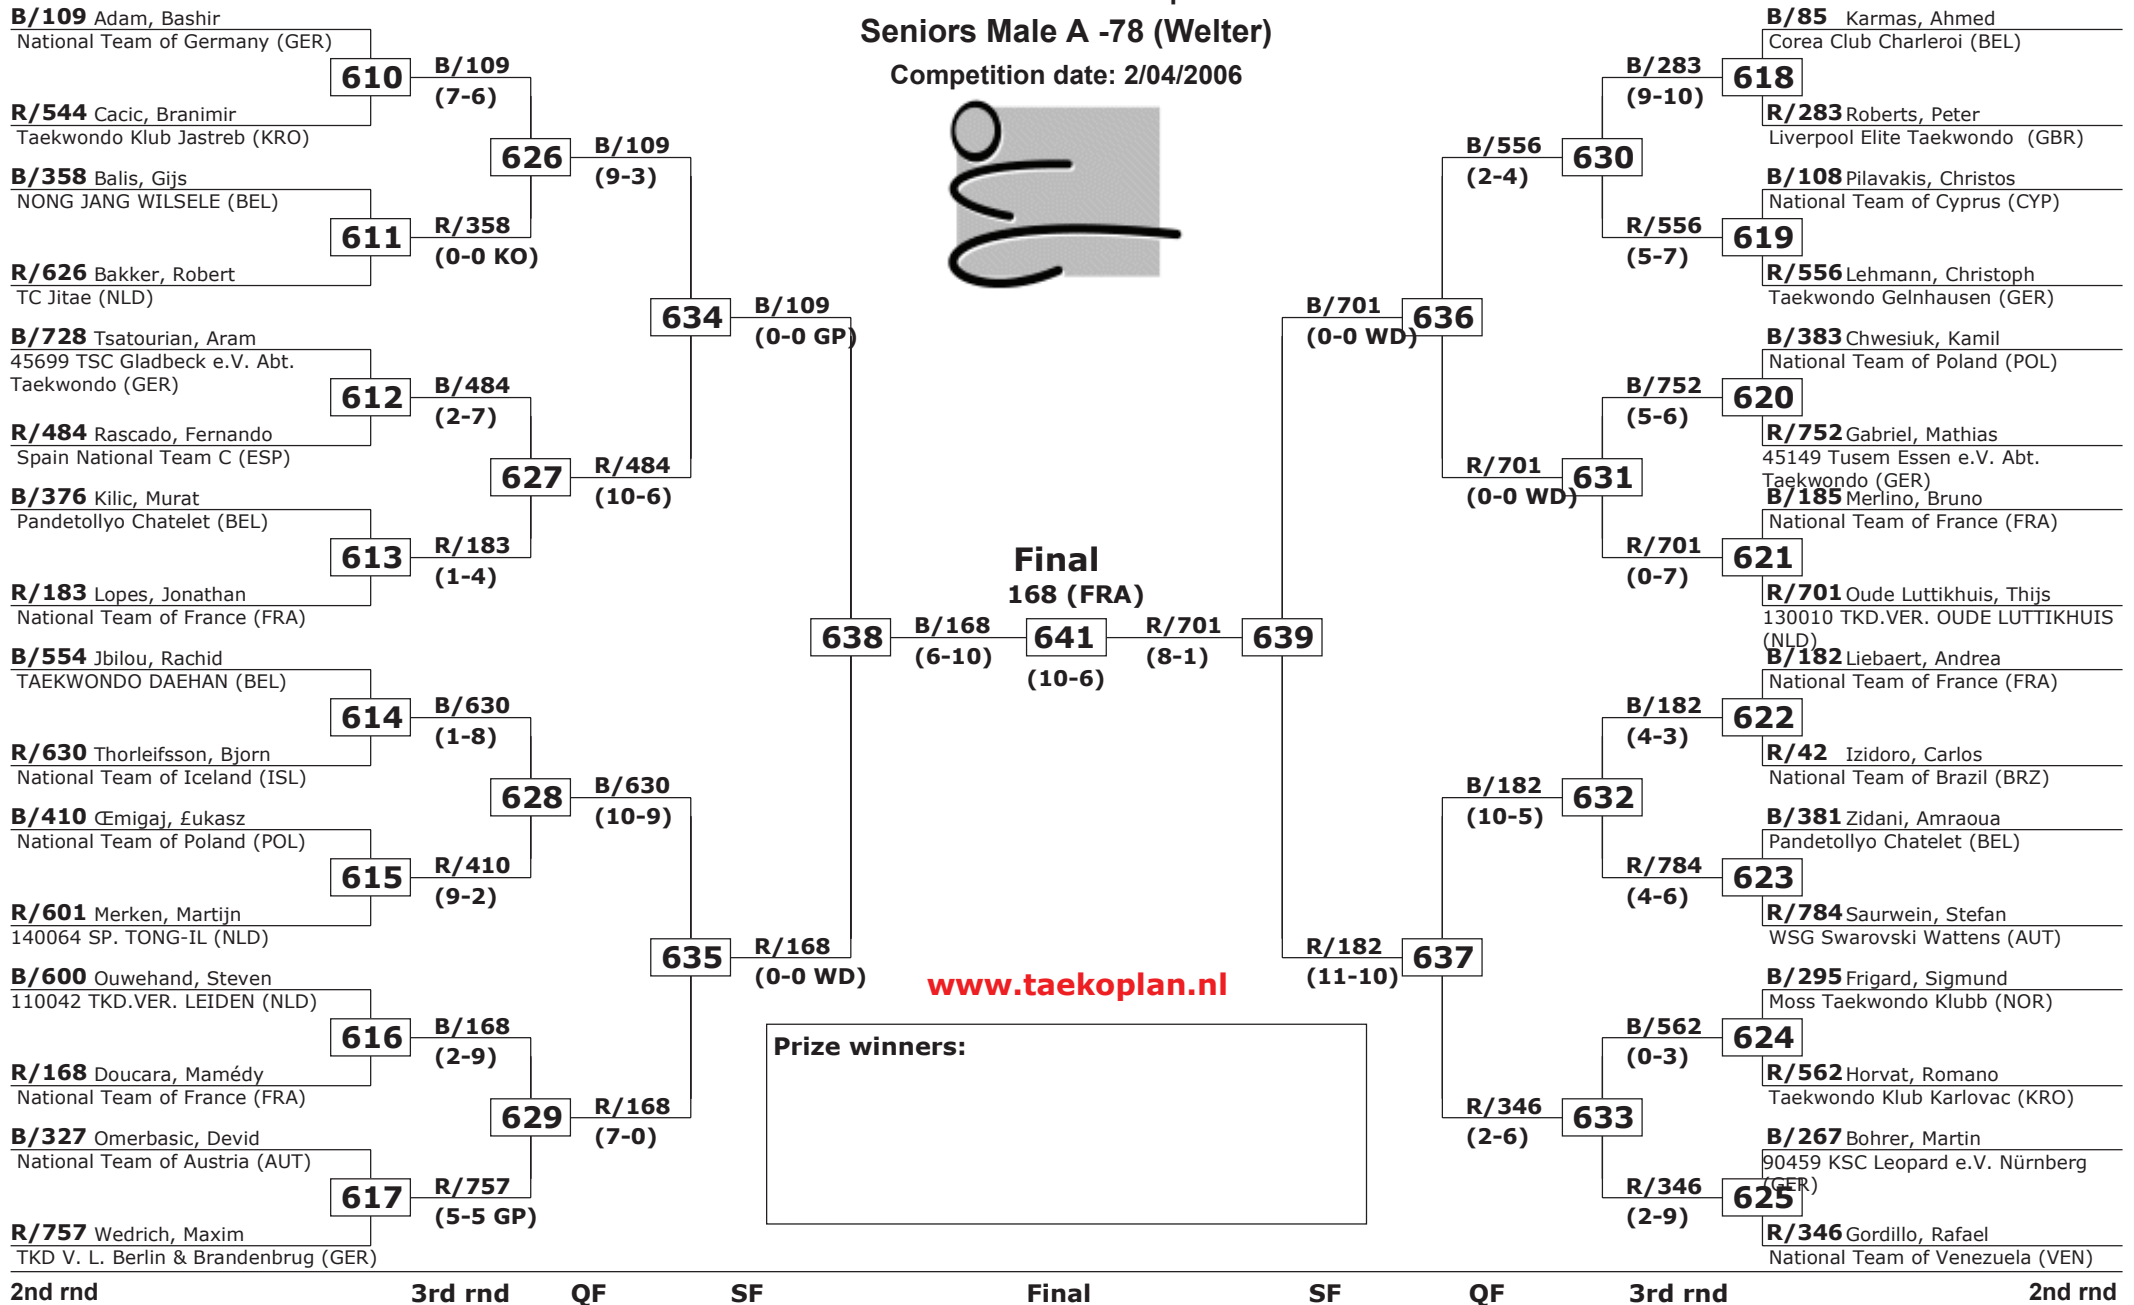 Seniors Male A -78 (Welter)
Competition date: 2/04/2006
B/109 Adam, Bashir
National Team of Germany (GER)
610
B/109
(7-6)
R/544 Cacic, Branimir
Taekwondo Klub Jastreb (KRO)
626
B/109
(9-3)
B/358 Balis, Gijs
NONG JANG WILSELE (BEL)
611
R/358
(0-0 KO)
R/626 Bakker, Robert
TC Jitae (NLD)
634
B/109
(0-0 GP)
B/728 Tsatourian, Aram
45699 TSC Gladbeck e.V. Abt.
Taekwondo (GER)
612
B/484
(2-7)
R/484 Rascado, Fernando
Spain National Team C (ESP)
627
R/484
(10-6)
B/376 Kilic, Murat
Pandetollyo Chatelet (BEL)
613
R/183
(1-4)
R/183 Lopes, Jonathan
National Team of France (FRA)
638
B/168
(6-10)
B/554 Jbilou, Rachid
TAEKWONDO DAEHAN (BEL)
614
B/630
(1-8)
R/630 Thorleifsson, Bjorn
National Team of Iceland (ISL)
628
B/630
(10-9)
B/410 Œmigaj, £ukasz
National Team of Poland (POL)
615
R/410
(9-2)
R/601 Merken, Martijn
140064 SP. TONG-IL (NLD)
635
R/168
(0-0 WD)
B/600 Ouwehand, Steven
110042 TKD.VER. LEIDEN (NLD)
616
B/168
(2-9)
R/168 Doucara, Mamédy
National Team of France (FRA)
629
R/168
(7-0)
B/327 Omerbasic, Devid
National Team of Austria (AUT)
617
R/757
(5-5 GP)
R/757 Wedrich, Maxim
TKD V. L. Berlin & Brandenbrug (GER)
Final
168 (FRA)
641
(10-6)
www.taekoplan.nl
Prize winners:
B/85 Karmas, Ahmed
Corea Club Charleroi (BEL)
B/283
(9-10)
618
R/283 Roberts, Peter
Liverpool Elite Taekwondo (GBR)
B/556
(2-4)
630
B/108 Pilavakis, Christos
National Team of Cyprus (CYP)
R/556
(5-7)
619
R/556 Lehmann, Christoph
Taekwondo Gelnhausen (GER)
B/701
(0-0 WD)
636
B/383 Chwesiuk, Kamil
National Team of Poland (POL)
B/752
(5-6)
620
R/752 Gabriel, Mathias
45149 Tusem Essen e.V. Abt.
Taekwondo (GER)
R/701
(0-0 WD)
631
B/185 Merlino, Bruno
National Team of France (FRA)
R/701
(0-7)
621
R/701 Oude Luttikhuis, Thijs
130010 TKD.VER. OUDE LUTTIKHUIS
(NLD)
R/701
(8-1)
639
B/182 Liebaert, Andrea
National Team of France (FRA)
B/182
(4-3)
622
R/42 Izidoro, Carlos
National Team of Brazil (BRZ)
B/182
(10-5)
632
B/381 Zidani, Amraoua
Pandetollyo Chatelet (BEL)
R/784
(4-6)
623
R/784 Saurwein, Stefan
WSG Swarovski Wattens (AUT)
R/182
(11-10)
637
B/295 Frigard, Sigmund
Moss Taekwondo Klubb (NOR)
B/562
(0-3)
624
R/562 Horvat, Romano
Taekwondo Klub Karlovac (KRO)
R/346
(2-6)
633
B/267 Bohrer, Martin
90459 KSC Leopard e.V. Nürnberg
(GER)
R/346
(2-9)
625
R/346 Gordillo, Rafael
National Team of Venezuela (VEN)
2nd rnd 3rd rnd QF SF Final SF QF 3rd rnd 2nd rnd